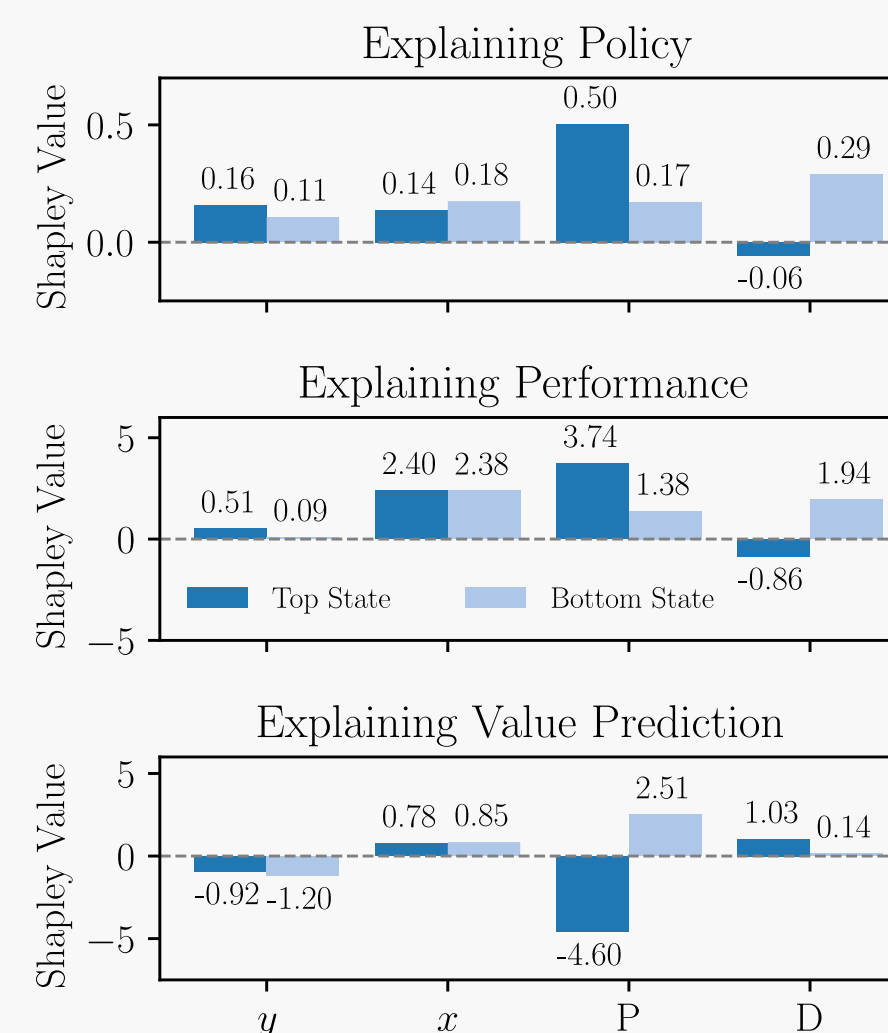 Explaining Policy
Shapley Value
0.5
0.0
0.16 0.11 0.14 0.18 0.50 0.17 -0.06 0.29
Explaining Performance
Shapley Value
5
0
−5
0.51 0.09 2.40 2.38 3.74 1.38 -0.86 1.94
Top State Bottom State
Explaining Value Prediction
Shapley Value
5
0
−5
-0.92 -1.20 0.78 0.85 -4.60 2.51 1.03 0.14
y x P D